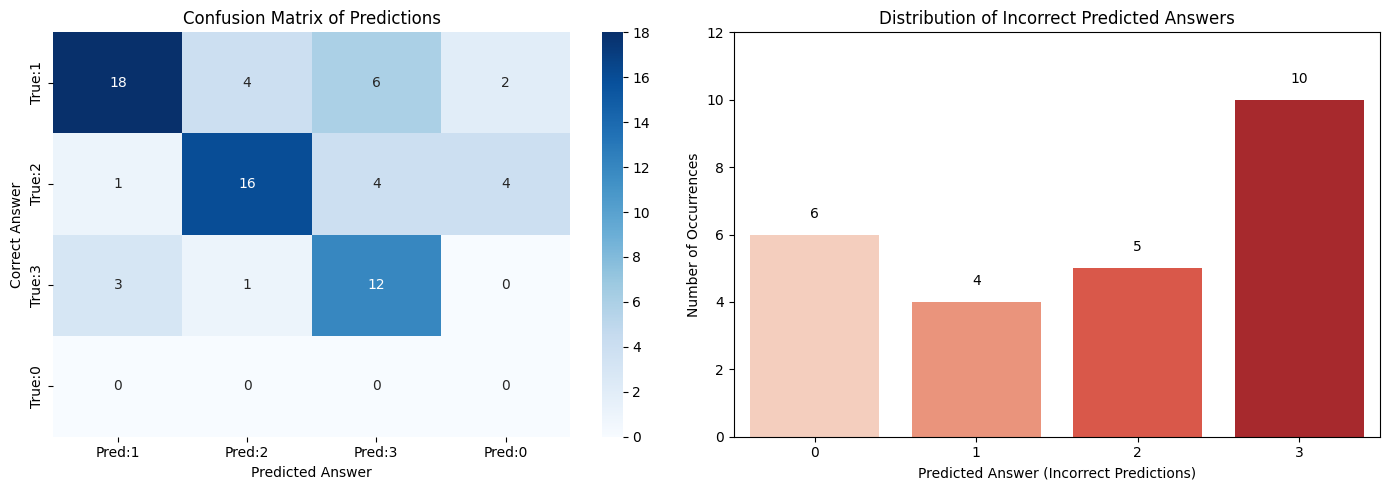 Confusion Matrix of Predictions
Correct Answer
True:1
18 4 6 2
True:2
1 16 4 4
True:3
3 1 12 0
True:0
0 0 0 0
Pred:1 Pred:2 Pred:3 Pred:0
Predicted Answer
18
16
14
12
10
8
6
4
2
0
Distribution of Incorrect Predicted Answers
Number of Occurrences
12
10
8
6
4
2
0
6
4
5
10
0 1 2 3
Predicted Answer (Incorrect Predictions)